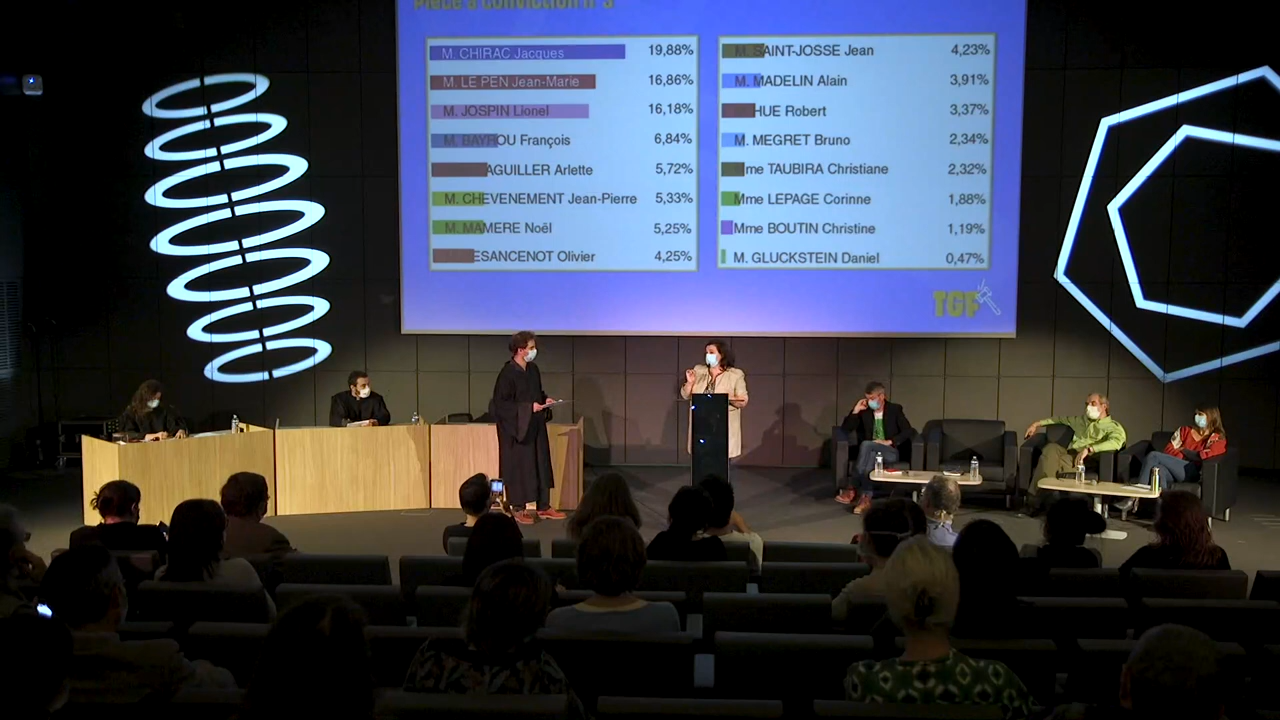 Pièce à conviction n°3
M. CHIRAC Jacques 19,88%
M. LE PEN Jean-Marie 16,86%
M. JOSPIN Lionel 16,18%
M. BAYROU François 6,84%
AGUILLER Arlette 5,72%
M. CHEVENEMENT Jean-Pierre 5,33%
M. MAMERE Noël 5,25%
ESANCENOT Olivier 4,25%
M. SAINT-JOSSE Jean 4,23%
M. MADELIN Alain 3,91%
HUE Robert 3,37%
M. MEGRET Bruno 2,34%
me TAUBIRA Christiane 2,32%
Mme LEPAGE Corinne 1,88%
Mme BOUTIN Christine 1,19%
M. GLUCKSTEIN Daniel 0,47%
TGF